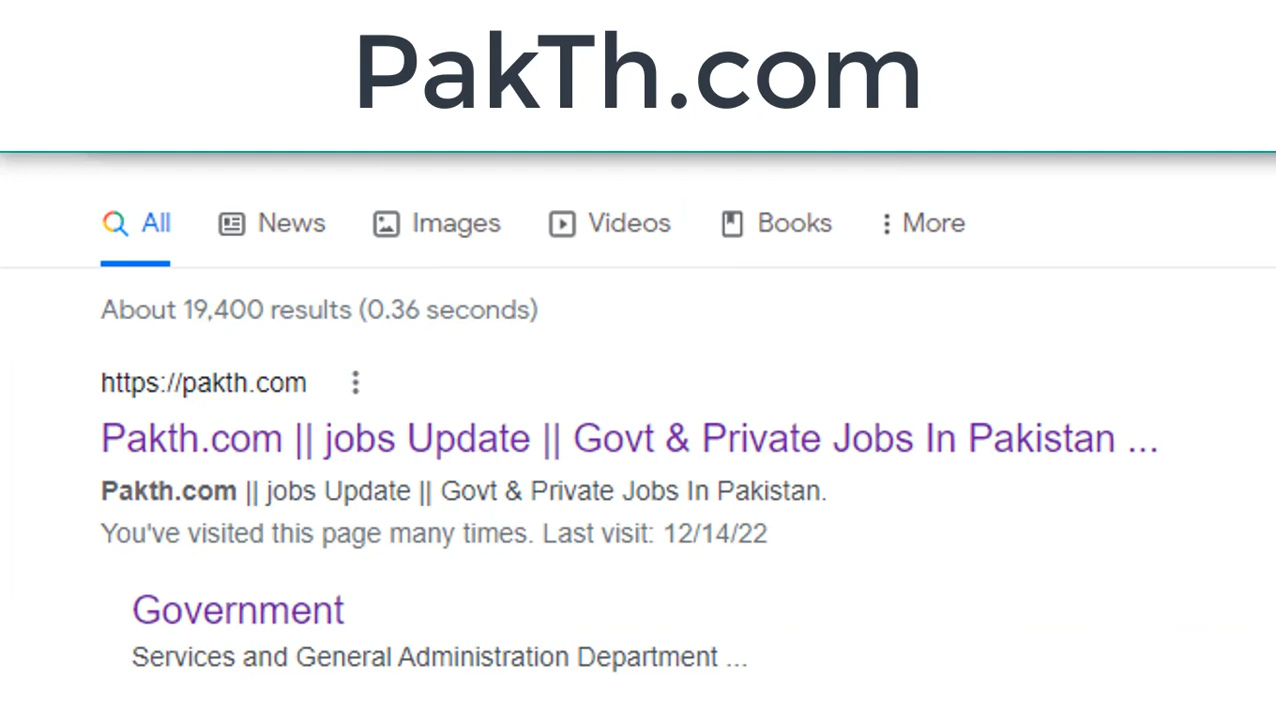 PakTh.com
All News Images Videos Books More
About 19,400 results (0.36 seconds)
https://pakth.com
Pakth.com || jobs Update || Govt & Private Jobs In Pakistan ...
Pakth.com || jobs Update || Govt & Private Jobs In Pakistan.
You've visited this page many times. Last visit: 12/14/22
Government
Services and General Administration Department ...